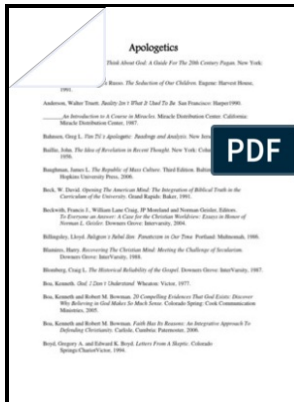 Apologetics
Think About God: A Guide For The 20th Century Pagan. New York:
Russo. The Seduction of Our Children. Eugene: Harvest House,
1991.
Anderson, Walter Truett. Reality Isn't What It Used To Be. San Francisco: Harper1990.
An Introduction to A Course in Miracles. Miracle Distribution Center. California:
Miracle Distribution Center, 1987.
Bahnsen, Greg L. Van Til's Apologetic: Readings and Analysis. New
PDF
Baillie, John. The Idea of Revelation in Recent Thought. New York:
1956.
Baughman, James L. The Republic of Mass Culture. Third Edition.
Hopkins University Press, 2006.
Beck, W. David. Opening The American Mind: The Integration of Biblical Truth in the
Curriculum of the University. Grand Rapids: Baker, 1991.
Beckwith, Francis J., William Lane Craig, JP Moreland and Norman Geisler, Editors.
To Everyone an Answer: A Case for the Christian Worldview: Essays in Honor of
Norman L. Geisler. Downers Grove: InterVarsity, 2004.
Billingsley, Lloyd. Religion's Rebel Son: Fanaticism in Our Time. Portland: Multnomah, 1986.
Blamires, Harry. Recovering The Christian Mind: Meeting the Challenge of Secularism.
Downers Grove: InterVarsity, 1988.
Blomberg, Craig L. The Historical Reliability of the Gospel. Downers Grove: InterVarsity, 1987.
Boa, Kenneth. God, I Don't Understand. Wheaton: Victor, 1977.
Boa, Kenneth and Robert M. Bowman. 20 Compelling Evidences That God Exists: Discover
Why Believing in God Makes So Much Sense. Colorado Spring: Cook Communication
Ministries, 2005.
Boa, Kenneth and Robert M. Bowman. Faith Has Its Reasons: An Integrative Approach To
Defending Christianity. Carlisle, Cumbria: Paternoster, 2006.
Boyd, Gregory A. and Edward K. Boyd. Letters From A Skeptic. Colorado
Springs:ChariotVictor, 1994.